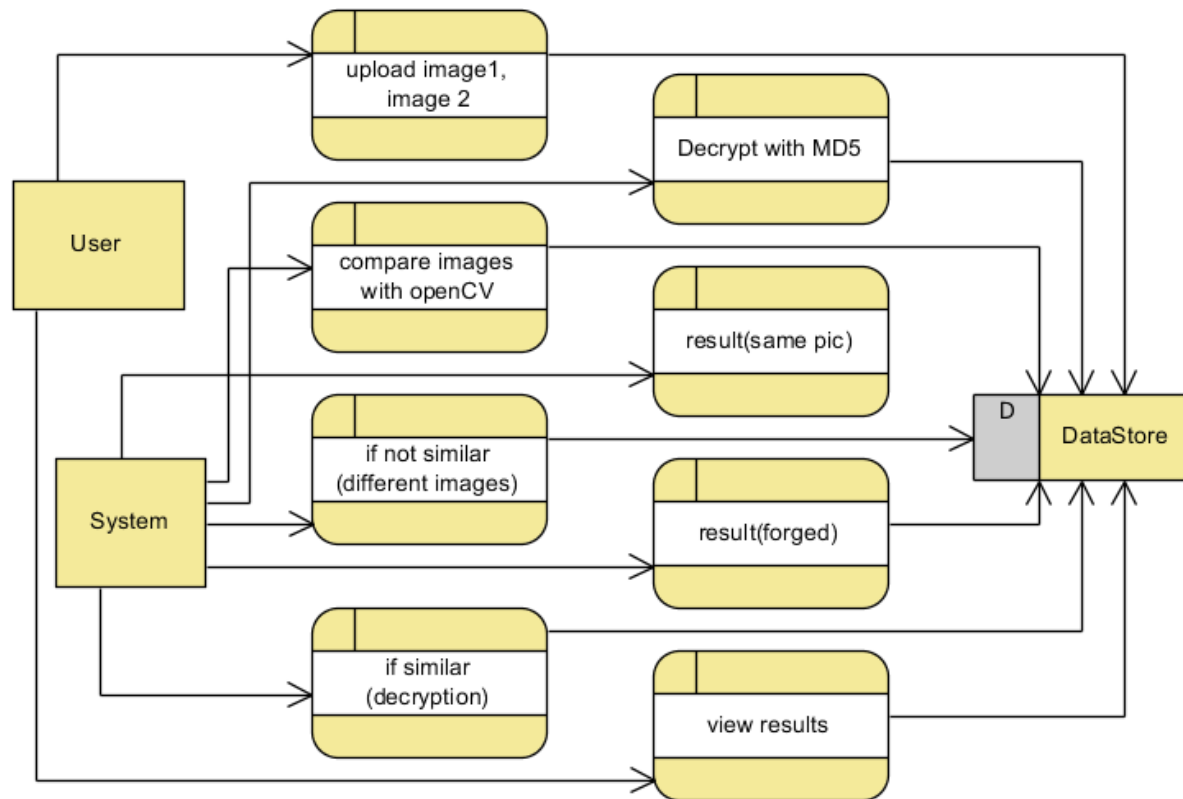 upload image1,
image 2
Decrypt with MD5
User
compare images
with openCV
result(same pic)
D
DataStore
if not similar
(different images)
System
result(forged)
if similar
(decryption)
view results